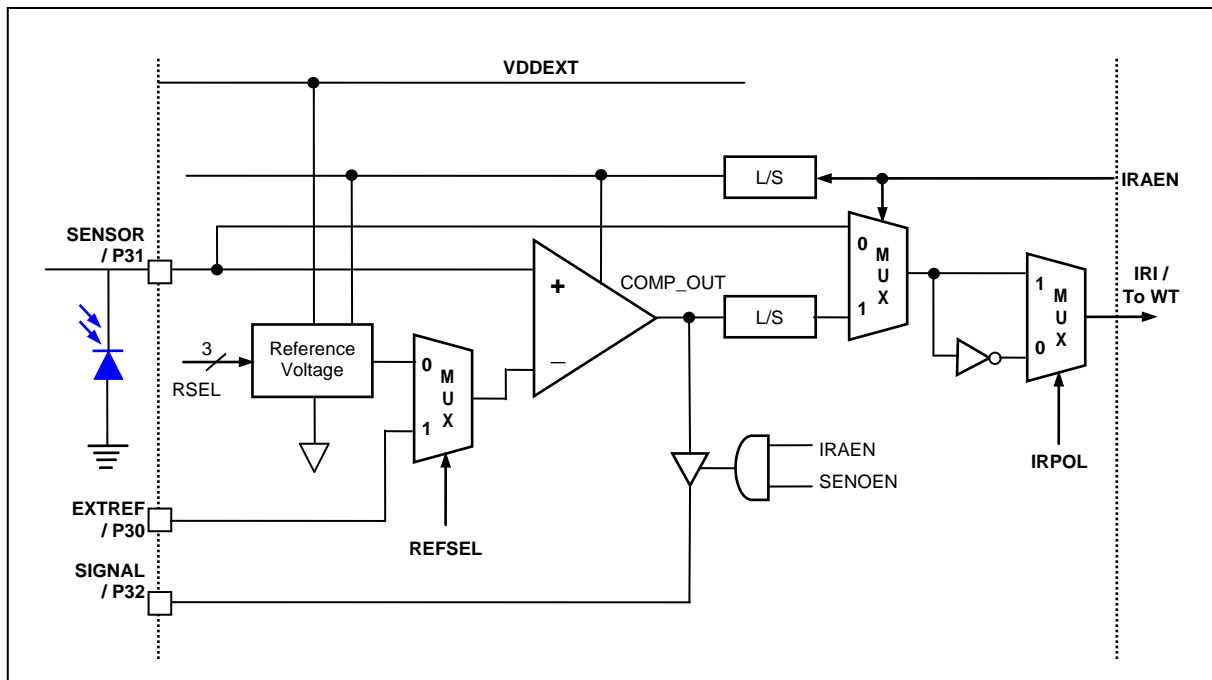 VDDEXT
L/S
IRAEN
SENSOR
/ P31
0
M
U
X
1
+
_
COMP_OUT
L/S
1
M
U
X
0
IRI /
To WT
3
RSEL
Reference
Voltage
0
M
U
X
1
IRAEN
SENOEN
IRPOL
EXTREF
/ P30
REFSEL
SIGNAL
/ P32